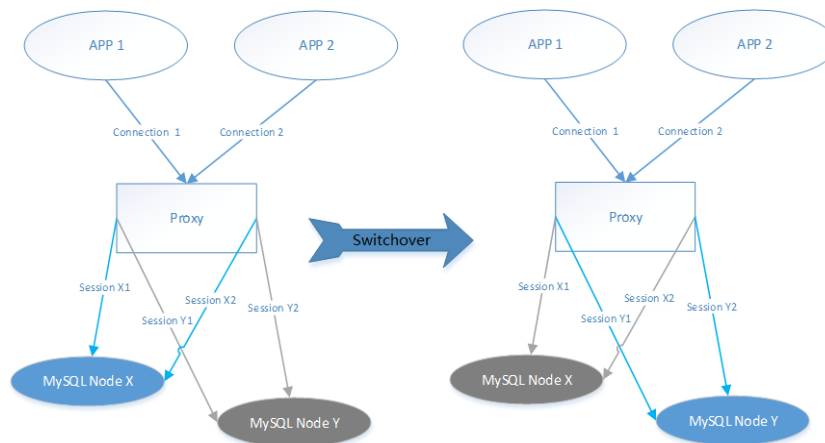 APP 1
APP 2
Connection 1
Connection 2
Proxy
Session X1
Session X2
Session Y1
Session Y2
MySQL Node X
MySQL Node Y
Switchover
APP 1
APP 2
Connection 1
Connection 2
Proxy
Session X1
Session X2
Session Y1
Session Y2
MySQL Node X
MySQL Node Y